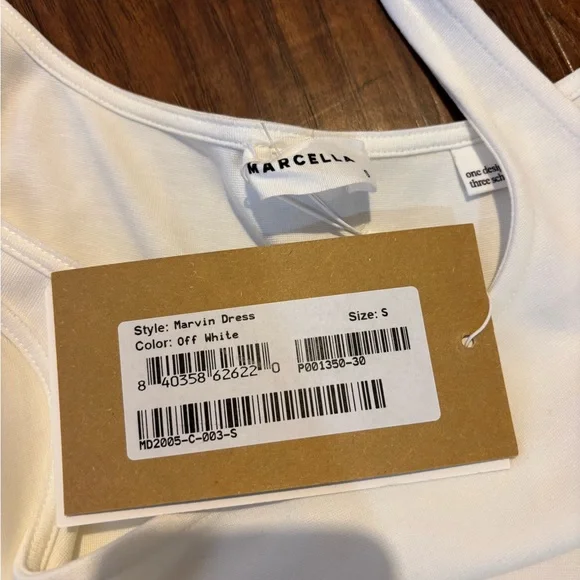 MARCELLA
one desi
three sch
Style: Marvin Dress
Size: S
Color: Off White
8 40358 62622 0
P001350-30
MD2005-C-003-S